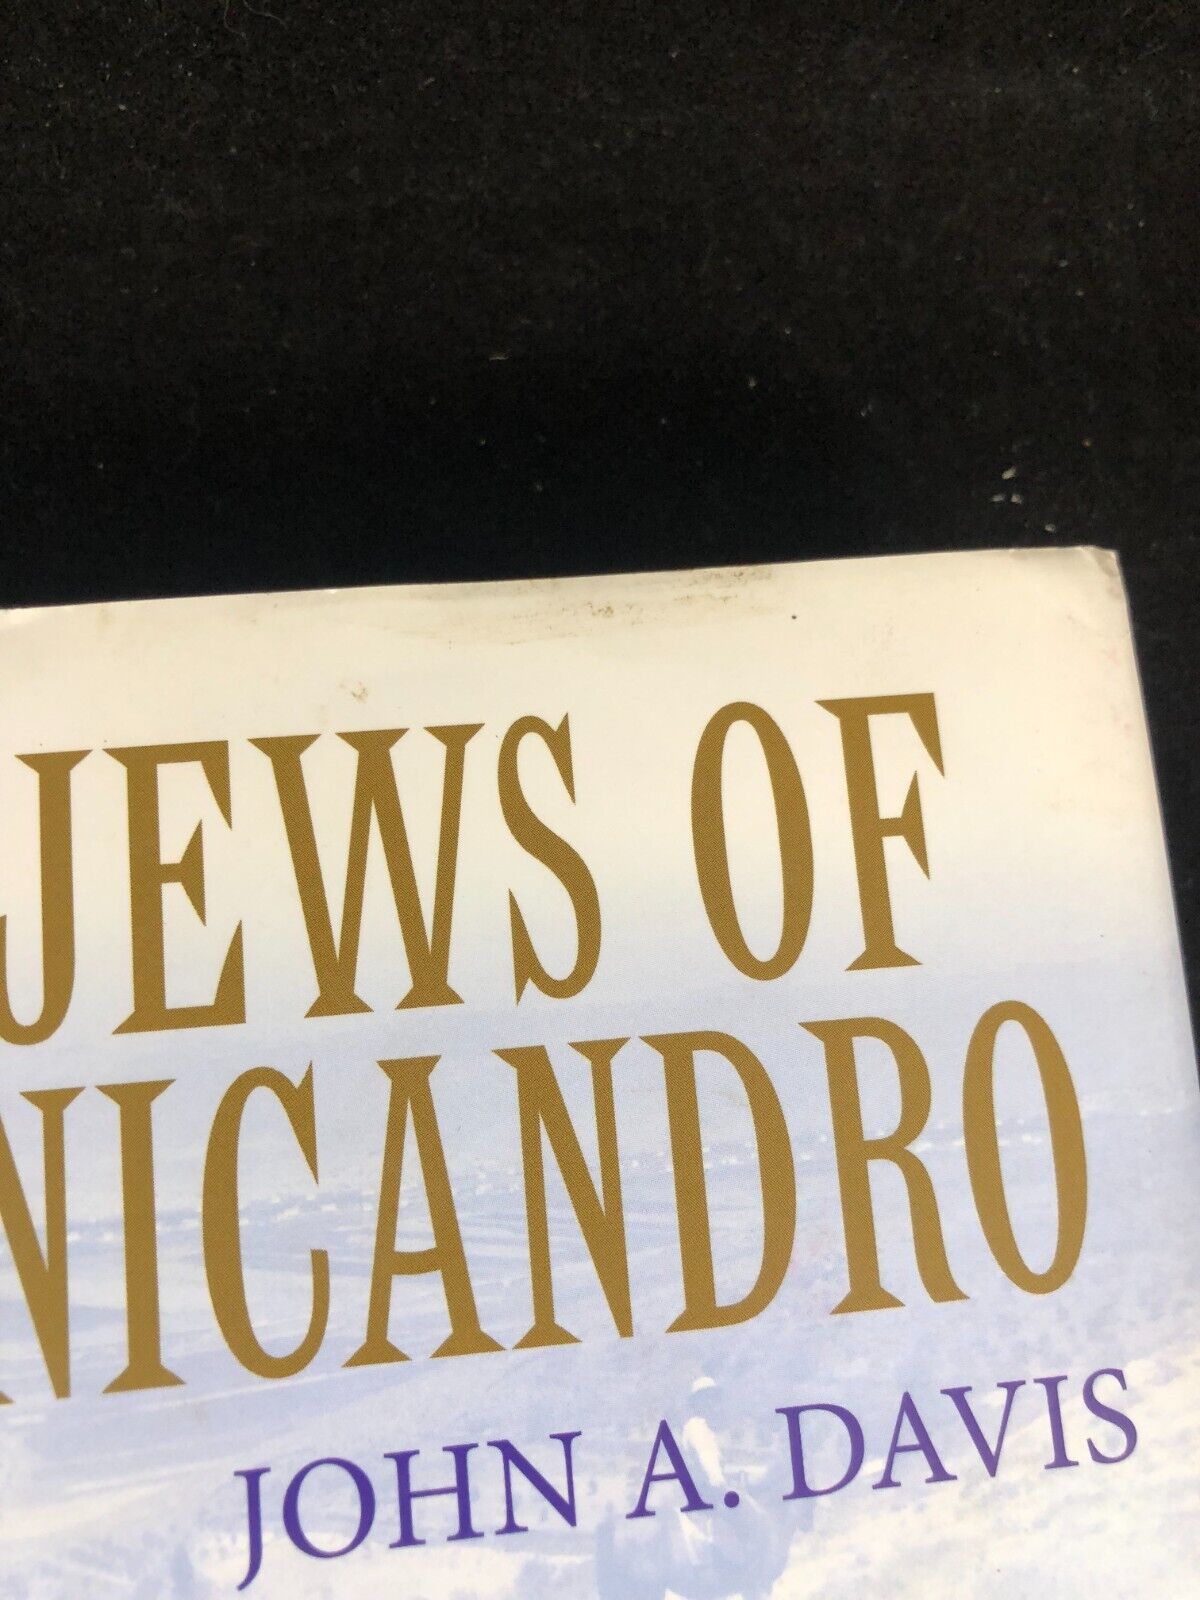 JEWS OF
NICANDRO
JOHN A. DAVIS